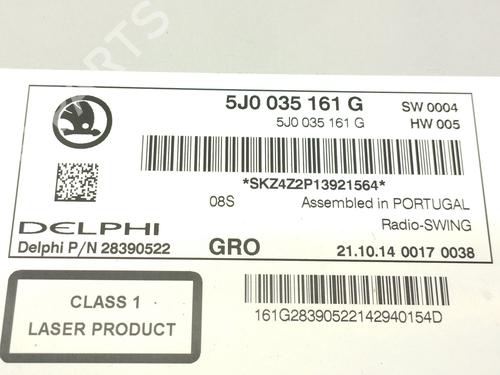 PARTS
5J0 035 161 G SW 0004
5J0 035 161 G HW 005
*SKZ4Z2P13921564*
08S Assembled in PORTUGAL
DELPHI Radio-SWING
Delphi P/N 28390522 GRO 21.10.14 0017 0038
CLASS 1
LASER PRODUCT
161G28390522142940154D